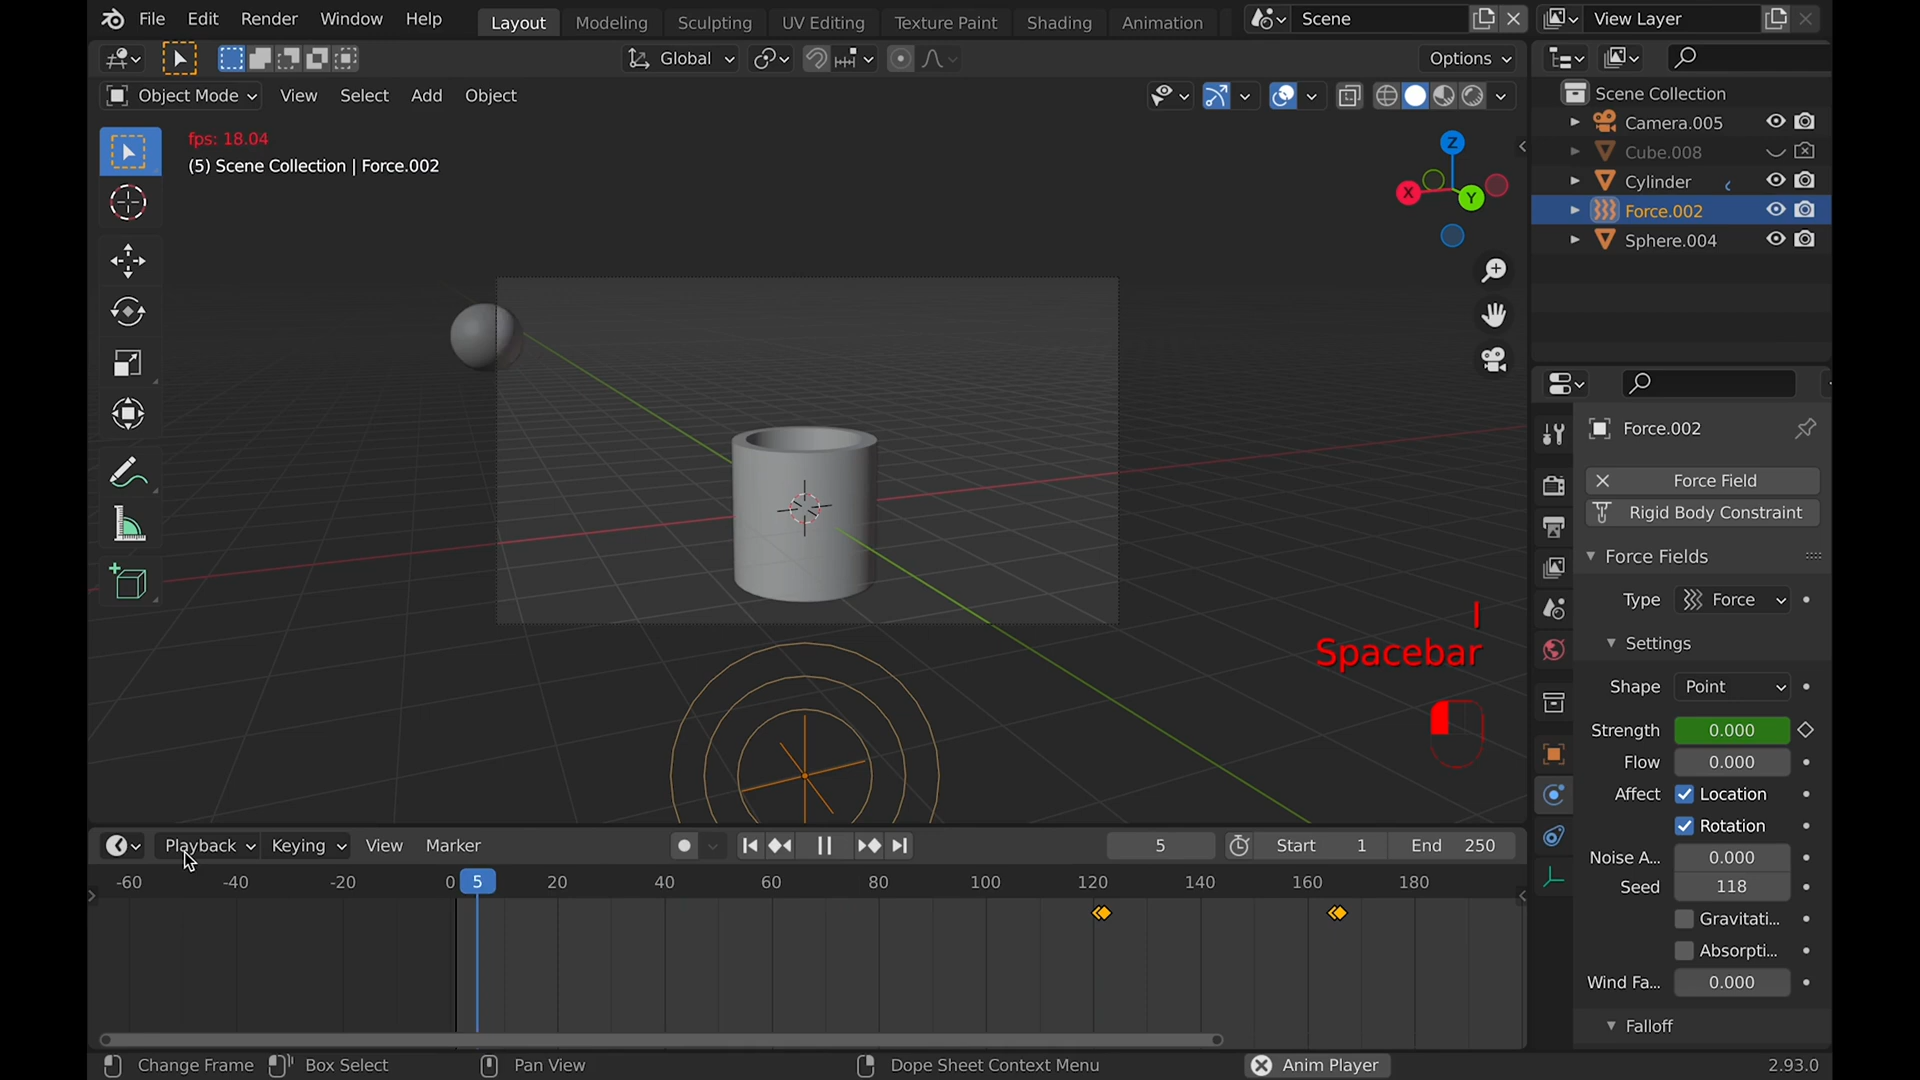 File Edit Render Window Help Layout Modeling Sculpting UV Editing Texture Paint Shading Animation Scene View Layer
Global Options
Object Mode View Select Add Object
fps: 18.04
(5) Scene Collection | Force.002
Z
X
Y
Scene Collection
Camera.005
Cube.008
Cylinder
Force.002
Sphere.004
Force.002
Force Field
Rigid Body Constraint
Force Fields
Type Force
Settings
Shape Point
Strength 0.000
Flow 0.000
Affect Location
Rotation
Noise A... 0.000
Seed 118
Gravitati...
Absorpti...
Wind Fa... 0.000
Falloff
I
Spacebar
Playback Keying View Marker 5 Start 1 End 250
-60 -40 -20 0 5 20 40 60 80 100 120 140 160 180
Change Frame Box Select Pan View Dope Sheet Context Menu Anim Player 2.93.0